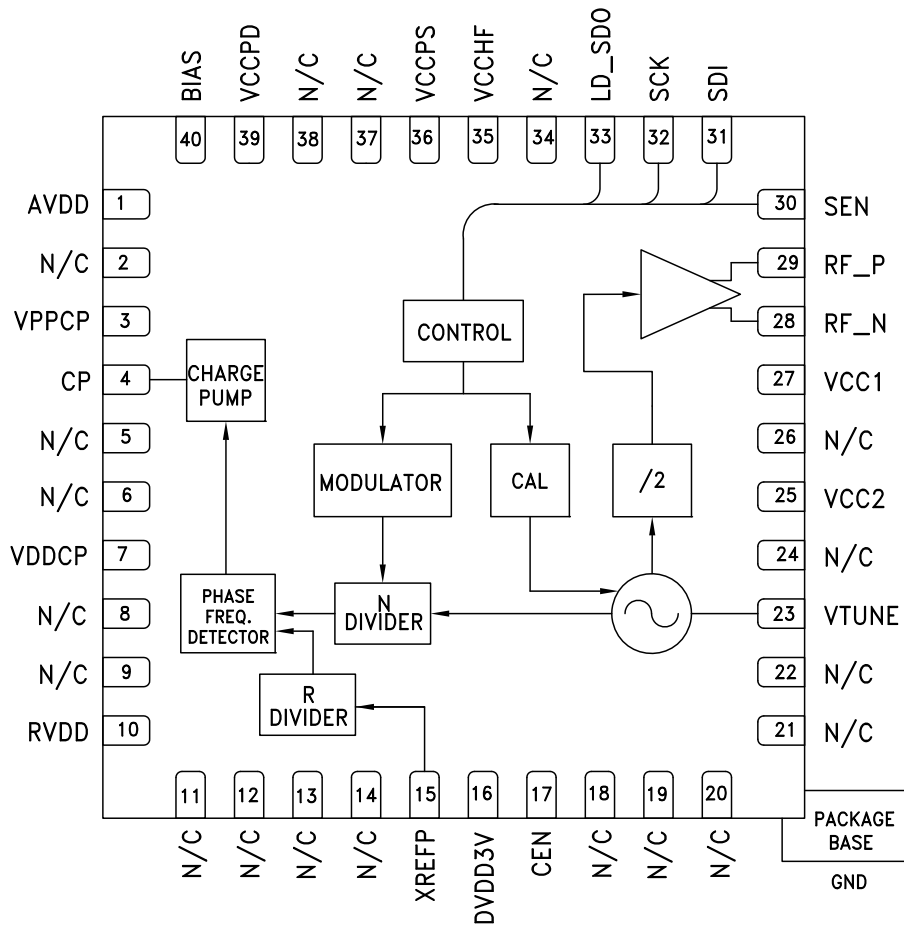 BIAS
VCCPD
N/C
N/C
VCCPS
VCCHF
N/C
LD_SDO
SCK
SDI
40
39
38
37
36
35
34
33
32
31
AVDD
1
N/C
2
VPPCP
3
CP
4
N/C
5
N/C
6
VDDCP
7
N/C
8
N/C
9
RVDD
10
30
SEN
29
RF_P
28
RF_N
27
VCC1
26
N/C
25
VCC2
24
N/C
23
VTUNE
22
N/C
21
N/C
CONTROL
CHARGE
PUMP
MODULATOR
CAL
/2
PHASE
FREQ.
DETECTOR
N
DIVIDER
R
DIVIDER
11
12
13
14
15
16
17
18
19
20
N/C
N/C
N/C
N/C
XREFP
DVDD3V
CEN
N/C
N/C
N/C
PACKAGE
BASE
GND